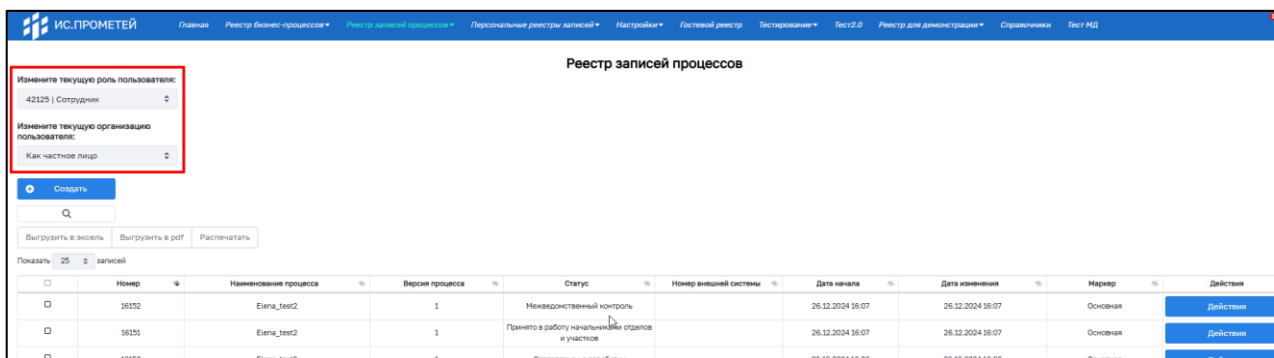 ИС.ПРОМЕТЕЙ Главная Реестр бизнес-процессов Реестр записей процессов Персональные реестры записей Настройки Гостевой реестр Тестирование Тест2.0 Реестр для демонстрации Справочники Тест МД
Реестр записей процессов
Измените текущую роль пользователя:
42125 | Сотрудник
Измените текущую организацию
пользователя:
Как частное лицо
Создать
Выгрузить в эксель Выгрузить в pdf Распечатать
Показать 25 записей
Номер Наименование процесса Версия процесса Статус Номер внешней системы Дата начала Дата изменения Маркер Действия
16152 Elena_test2 1 Межведомственный контроль 26.12.2024 16:07 26.12.2024 16:07 Основная Действия
16151 Elena_test2 1 Принято в работу начальниками отделов и участков 26.12.2024 16:07 26.12.2024 16:07 Основная Действия